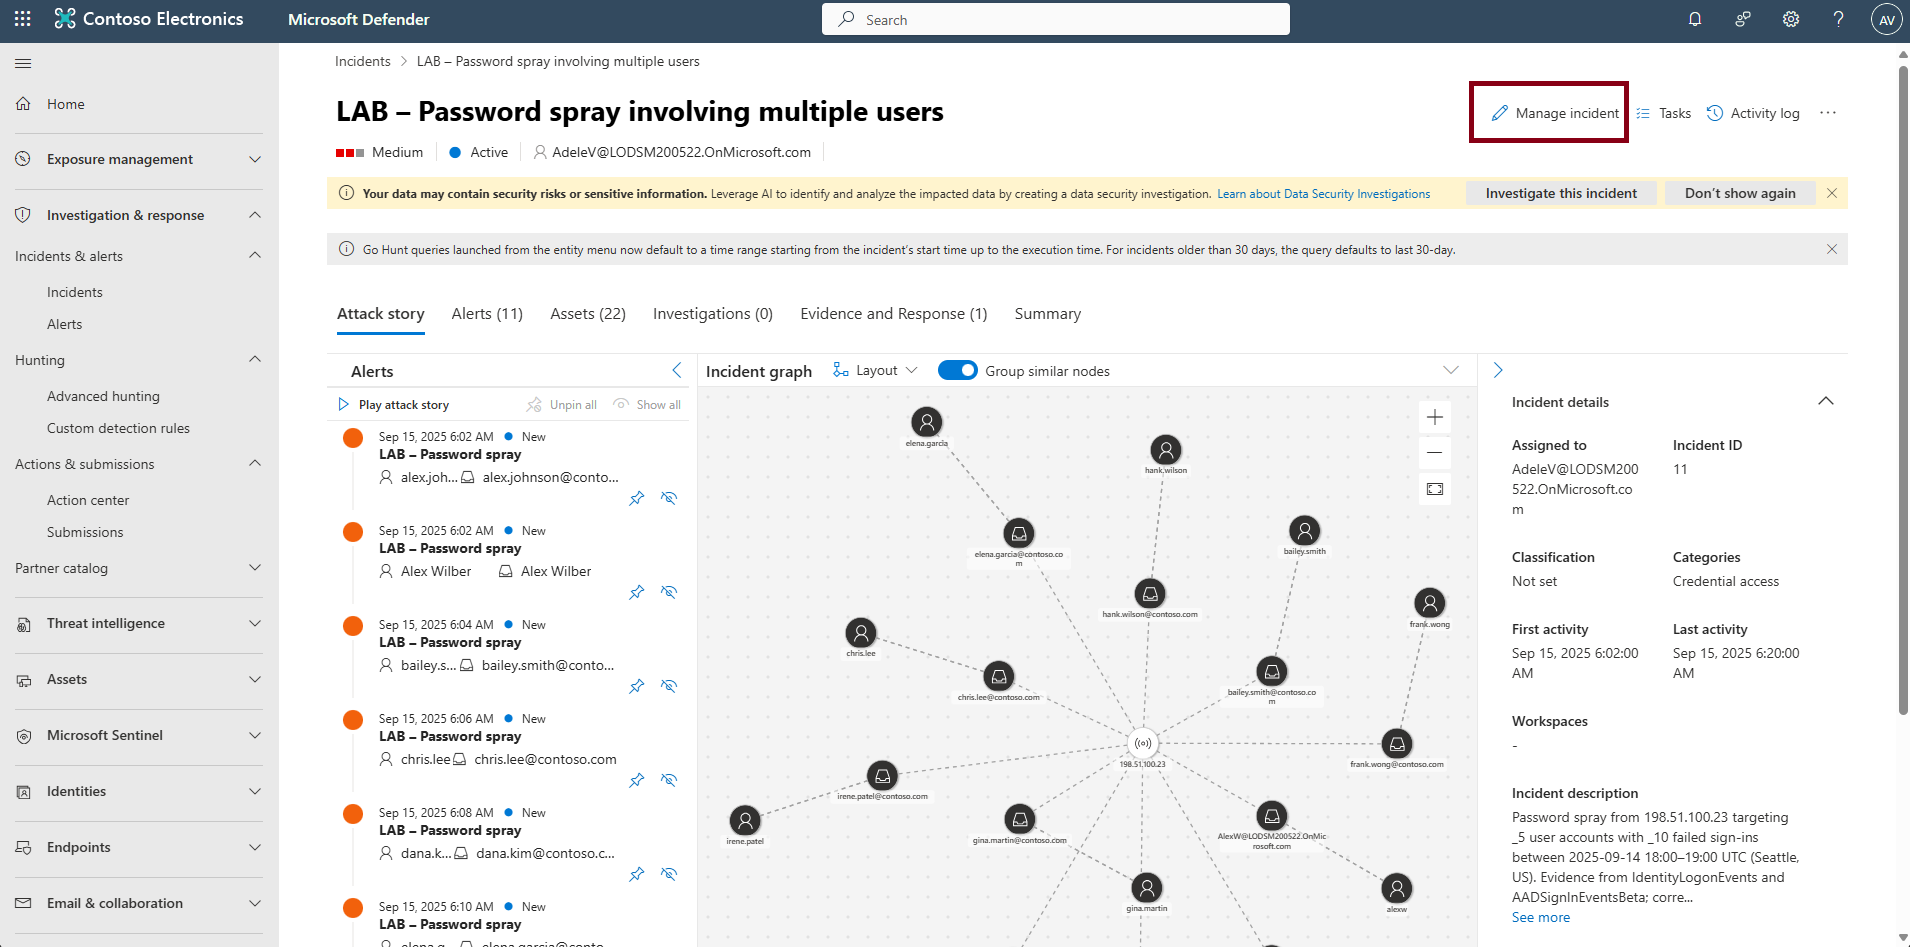 Contoso Electronics
Microsoft Defender
Search
AV
Home
Exposure management
Investigation & response
Incidents & alerts
Incidents
Alerts
Hunting
Advanced hunting
Custom detection rules
Actions & submissions
Action center
Submissions
Partner catalog
Threat intelligence
Assets
Microsoft Sentinel
Identities
Endpoints
Email & collaboration
Incidents > LAB – Password spray involving multiple users
LAB – Password spray involving multiple users
Manage incident
Tasks
Activity log
Medium
Active
AdeleV@LODSM200522.OnMicrosoft.com
Your data may contain security risks or sensitive information. Leverage AI to identify and analyze the impacted data by creating a data security investigation. Learn about Data Security Investigations
Investigate this incident
Don't show again
Go Hunt queries launched from the entity menu now default to a time range starting from the incident's start time up to the execution time. For incidents older than 30 days, the query defaults to last 30-day.
Attack story
Alerts (11)
Assets (22)
Investigations (0)
Evidence and Response (1)
Summary
Alerts
Play attack story
Unpin all
Show all
Sep 15, 2025 6:02 AM New
LAB – Password spray
alex.joh... alex.johnson@conto...
Sep 15, 2025 6:02 AM New
LAB – Password spray
Alex Wilber Alex Wilber
Sep 15, 2025 6:04 AM New
LAB – Password spray
bailey.s... bailey.smith@conto...
Sep 15, 2025 6:06 AM New
LAB – Password spray
chris.lee chris.lee@contoso.com
Sep 15, 2025 6:08 AM New
LAB – Password spray
dana.k... dana.kim@contoso.c...
Sep 15, 2025 6:10 AM New
LAB – Password spray
Incident graph
Layout
Group similar nodes
elena.garcia
hank.wilson
elena.garcia@contoso.co
m
bailey.smith
hank.wilson@contoso.com
frank.wong
chris.lee
chris.lee@contoso.com
bailey.smith@contoso.co
m
198.51.100.23
frank.wong@contoso.com
irene.patel@contoso.com
irene.patel
gina.martin@contoso.com
AlexW@LODSM200522.OnMic
rosoft.com
gina.martin
alexw
Incident details
Assigned to
AdeleV@LODSM200
522.OnMicrosoft.co
m
Incident ID
11
Classification
Not set
Categories
Credential access
First activity
Sep 15, 2025 6:02:00
AM
Last activity
Sep 15, 2025 6:20:00
AM
Workspaces
-
Incident description
Password spray from 198.51.100.23 targeting
_5 user accounts with _10 failed sign-ins
between 2025-09-14 18:00–19:00 UTC (Seattle,
US). Evidence from IdentityLogonEvents and
AADSignInEventsBeta; corre...
See more